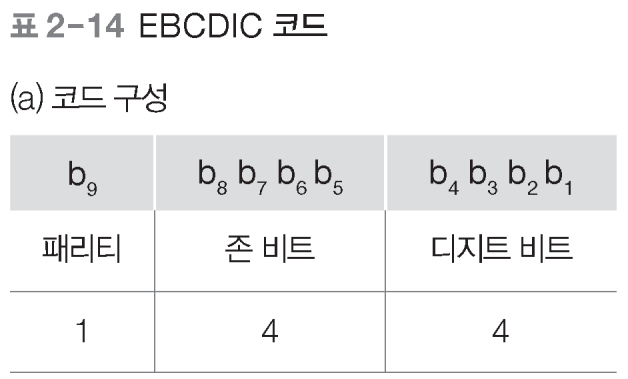 표 2-14 EBCDIC 코드
(a) 코드 구성
b₉ b₈ b₇ b₆ b₅ b₄ b₃ b₂ b₁
패리티 존 비트 디지트 비트
1 4 4